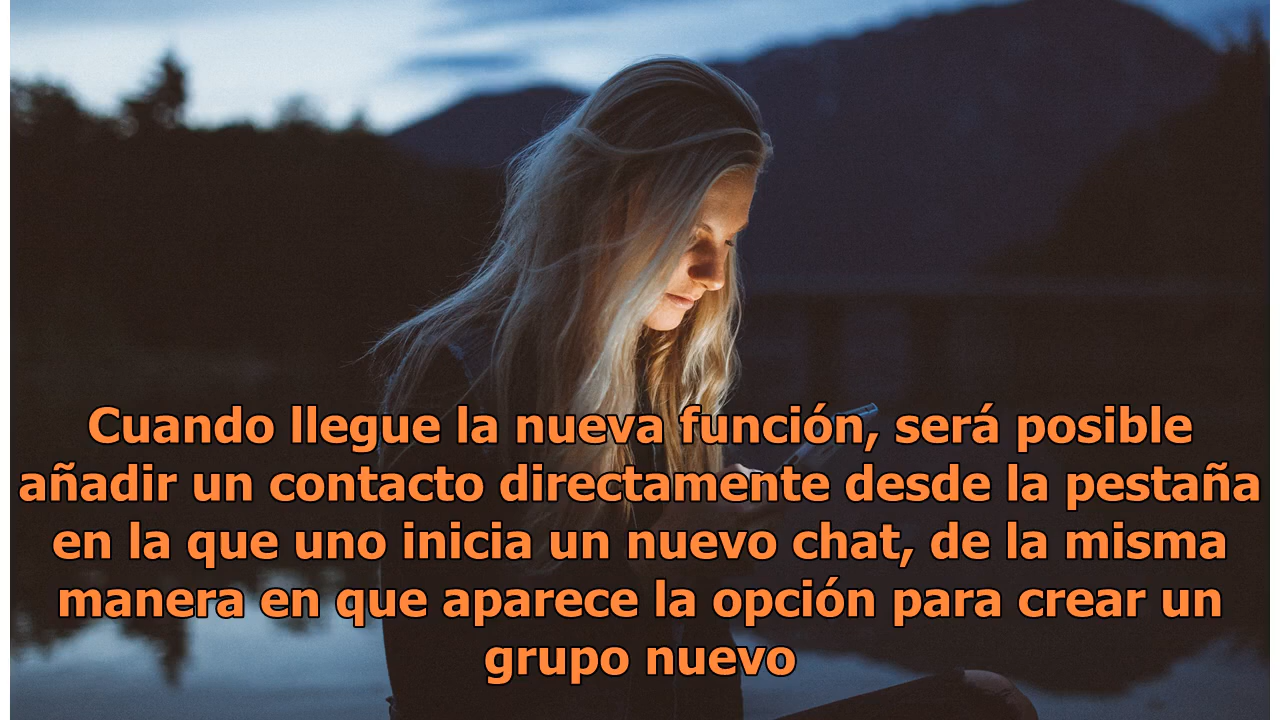 Cuando llegue la nueva función, será posible
añadir un contacto directamente desde la pestaña
en la que uno inicia un nuevo chat, de la misma
manera en que aparece la opción para crear un
grupo nuevo